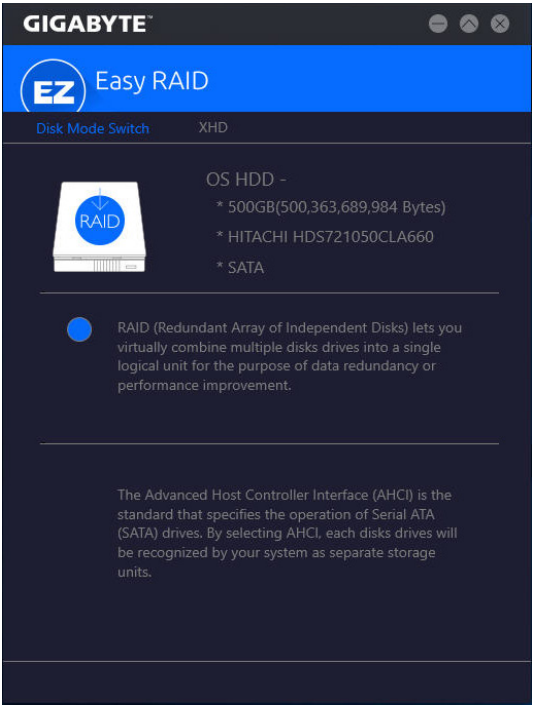 GIGABYTE™
EZ Easy RAID
Disk Mode Switch XHD
RAID
OS HDD -
* 500GB(500,363,689,984 Bytes)
* HITACHI HDS721050CLA660
* SATA
RAID (Redundant Array of Independent Disks) lets you
virtually combine multiple disks drives into a single
logical unit for the purpose of data redundancy or
performance improvement.
The Advanced Host Controller Interface (AHCI) is the
standard that specifies the operation of Serial ATA
(SATA) drives. By selecting AHCI, each disks drives will
be recognized by your system as separate storage
units.